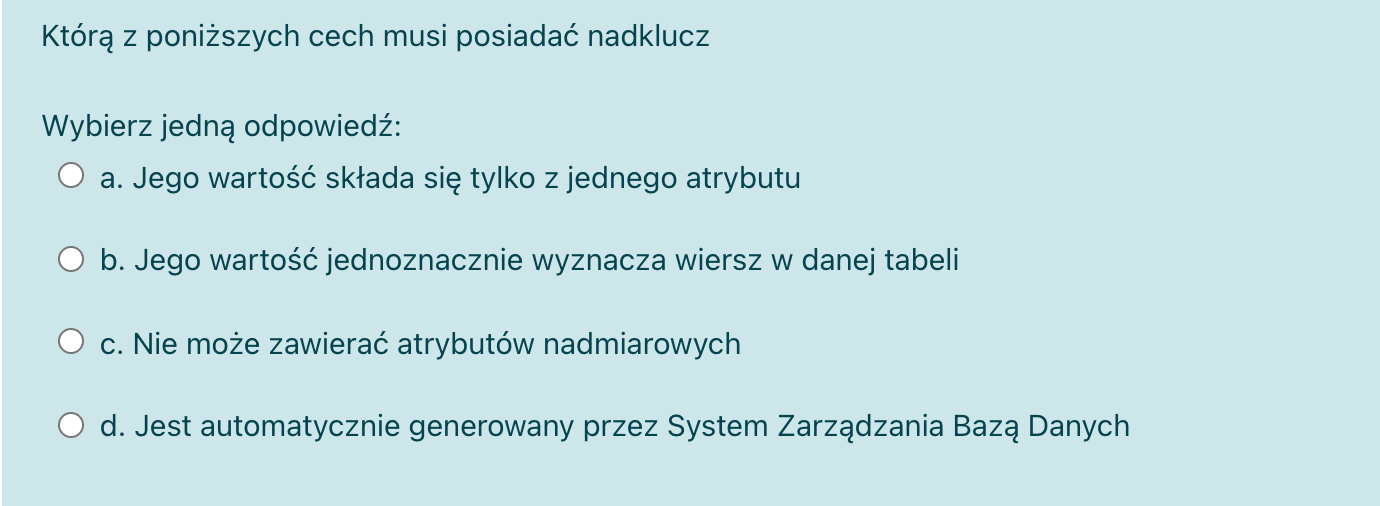 Którą z poniższych cech musi posiadać nadklucz
Wybierz jedną odpowiedź:
a. Jego wartość składa się tylko z jednego atrybutu
b. Jego wartość jednoznacznie wyznacza wiersz w danej tabeli
c. Nie może zawierać atrybutów nadmiarowych
d. Jest automatycznie generowany przez System Zarządzania Bazą Danych